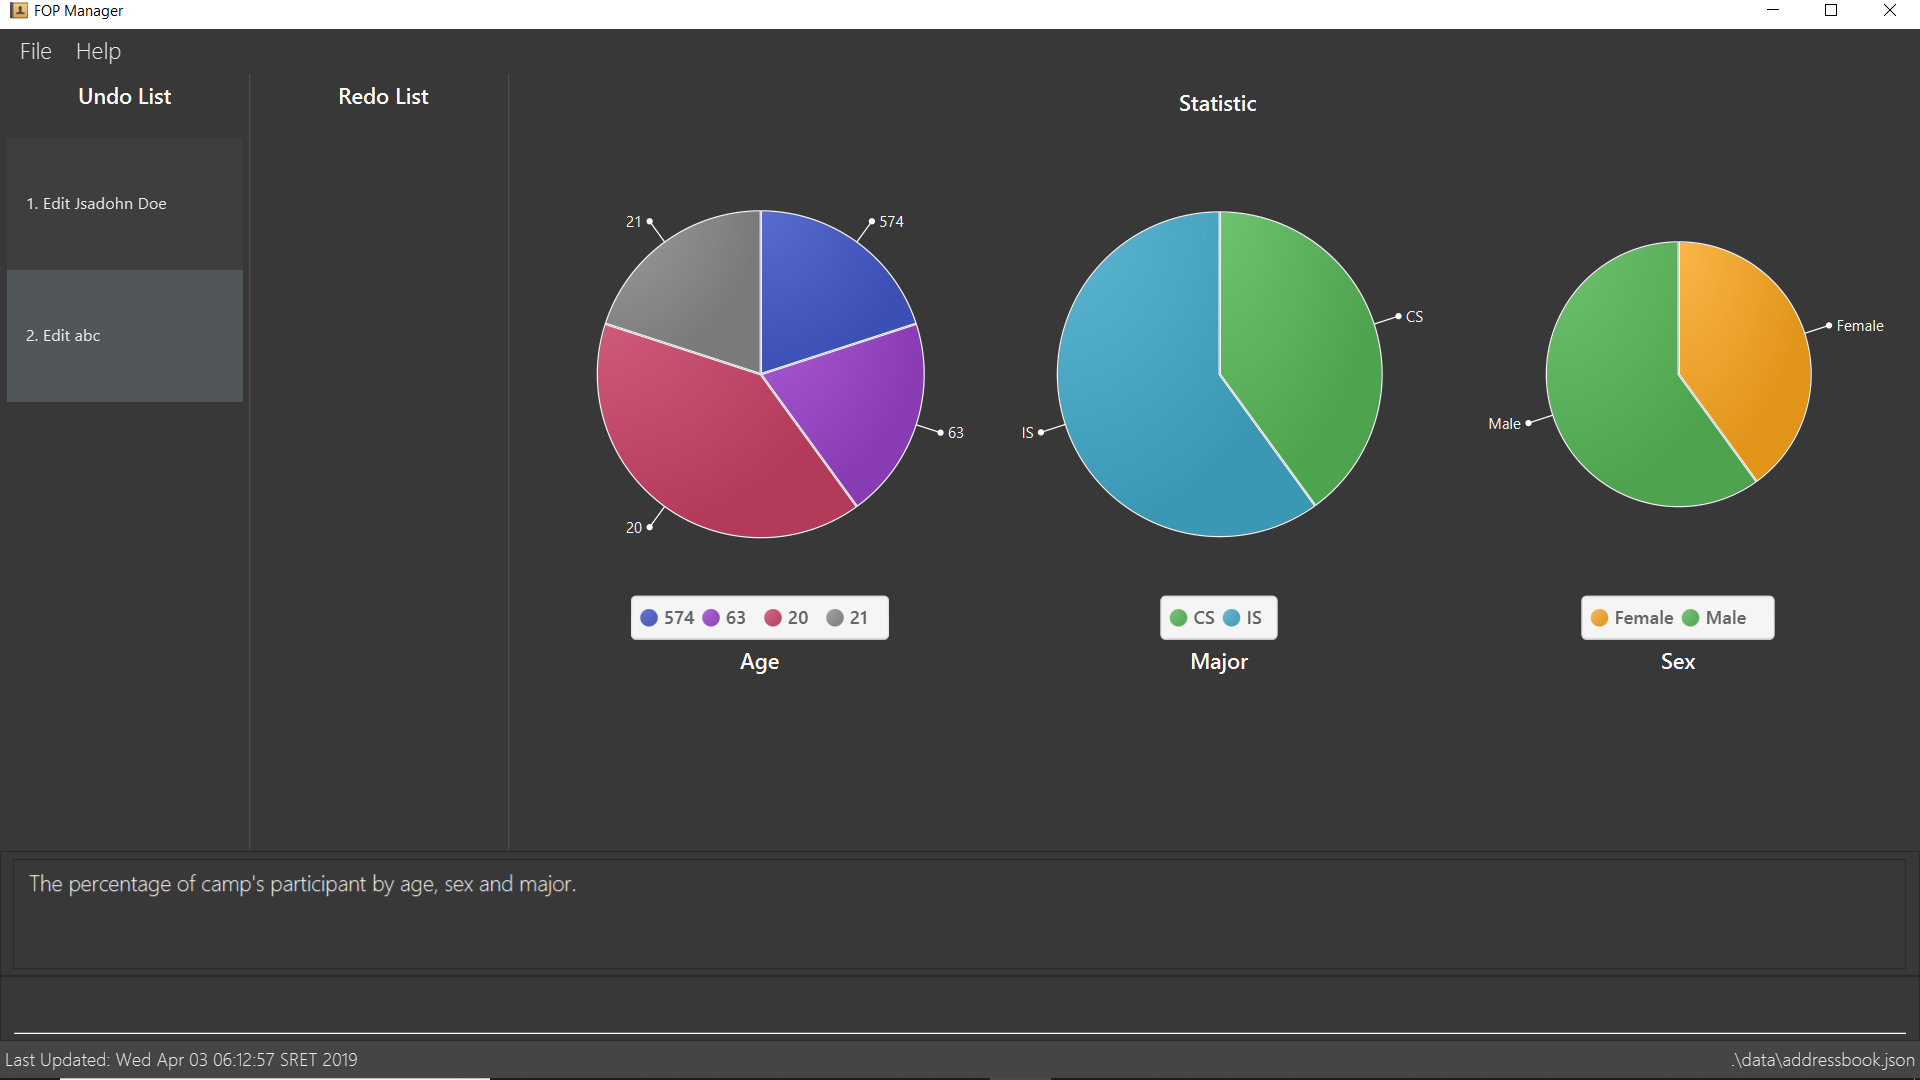 FOP Manager
File Help
Undo List
Redo List
Statistic
1. Edit Jsadohn Doe
2. Edit abc
21
574
63
20
CS
IS
Female
Male
574 63 20 21
CS IS
Female Male
Age
Major
Sex
The percentage of camp's participant by age, sex and major.
Last Updated: Wed Apr 03 06:12:57 SRET 2019
.\data\addressbook.json